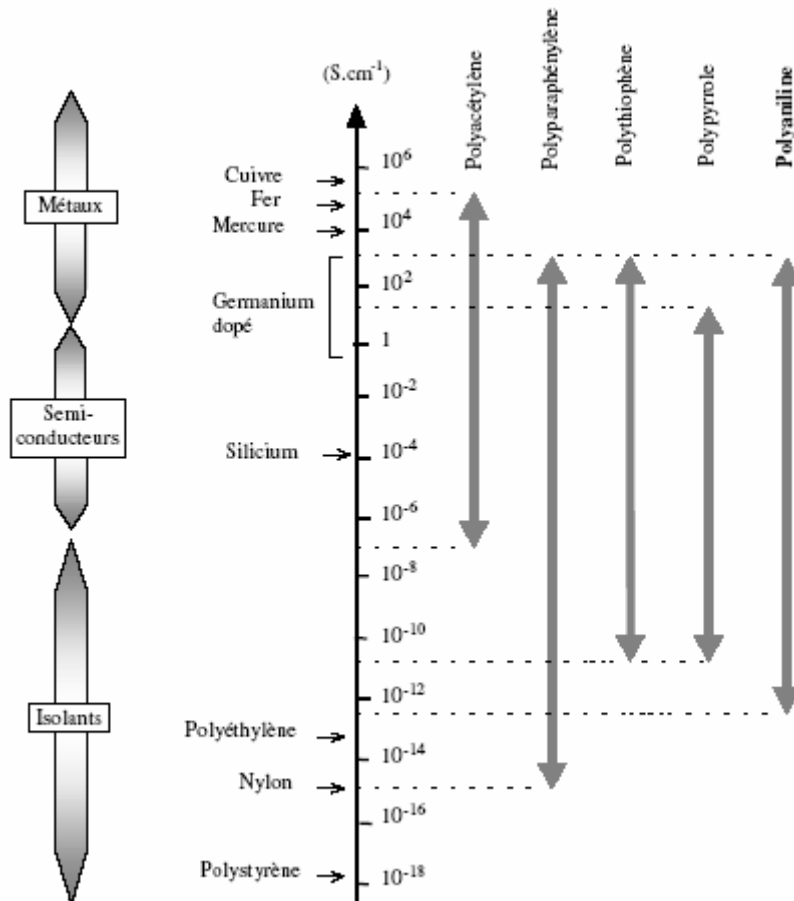 (S.cm⁻¹)
Polyacétylène
Polyparaphénylène
Polythiophène
Polypyrrole
Polyaniline
Métaux
Semi-
conducteurs
Isolants
Cuivre
Fer
Mercure
Germanium
dopé
Silicium
Polyéthylène
Nylon
Polystyrène
10⁶
10⁴
10²
1
10⁻²
10⁻⁴
10⁻⁶
10⁻⁸
10⁻¹⁰
10⁻¹²
10⁻¹⁴
10⁻¹⁶
10⁻¹⁸